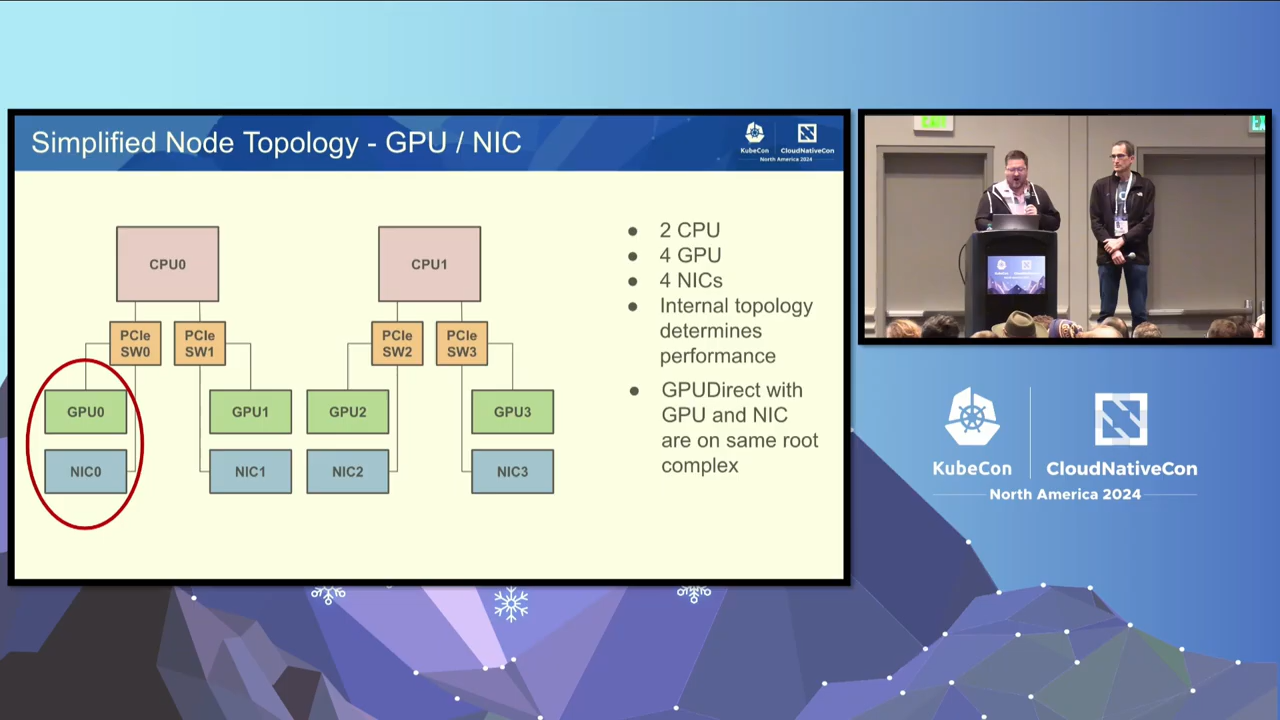 Simplified Node Topology - GPU / NIC
KubeCon
CloudNativeCon
North America 2024
CPU0
CPU1
PCIe
SW0
PCIe
SW1
PCIe
SW2
PCIe
SW3
GPU0
GPU1
GPU2
GPU3
NIC0
NIC1
NIC2
NIC3
● 2 CPU
● 4 GPU
● 4 NICs
● Internal topology
determines
performance
● GPUDirect with
GPU and NIC
are on same root
complex
EXIT
KubeCon
CloudNativeCon
North America 2024